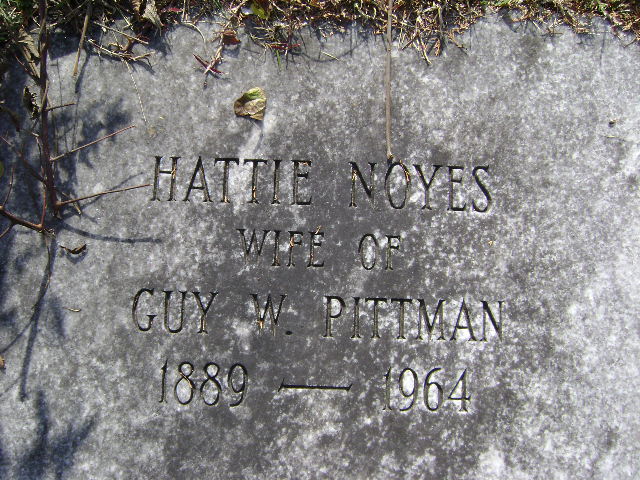 HATTIE NOYES
WIFE OF
GUY W. PITTMAN
1889 — 1964